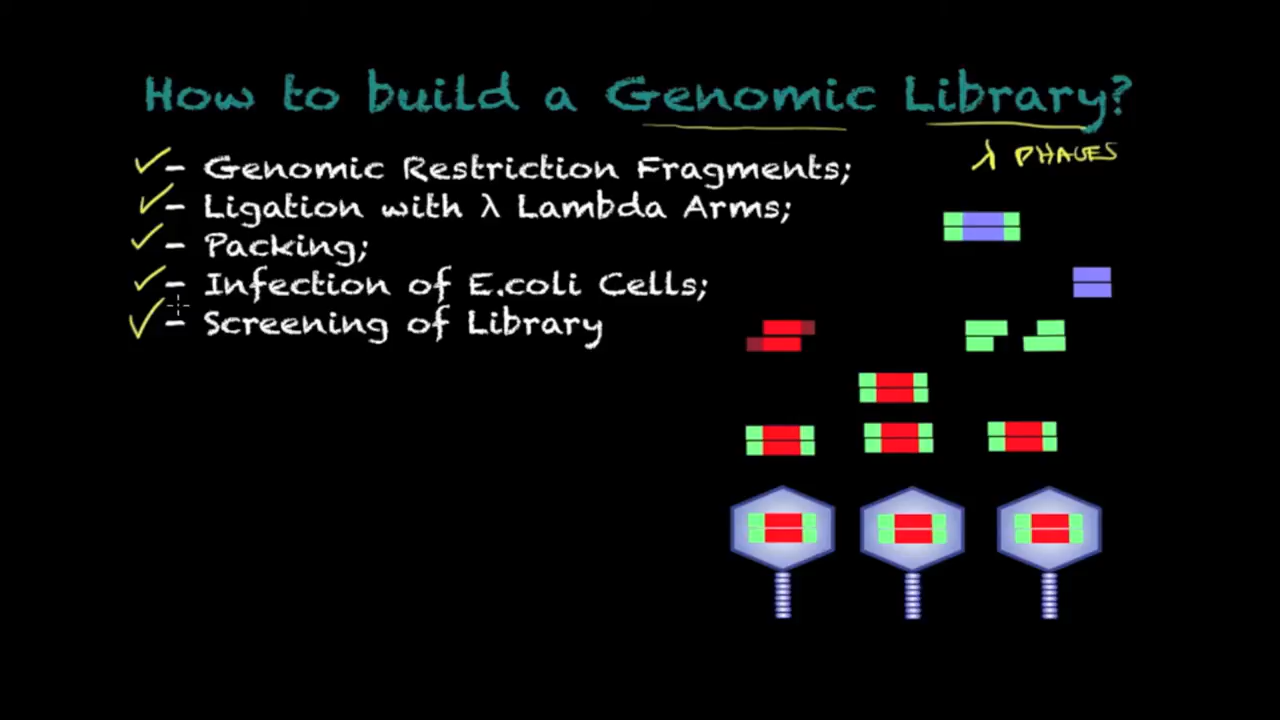 How to build a Genomic Library?
λ PHAGES
- Genomic Restriction Fragments;
- Ligation with λ Lambda Arms;
- Packing;
- Infection of E.coli Cells;
- Screening of Library